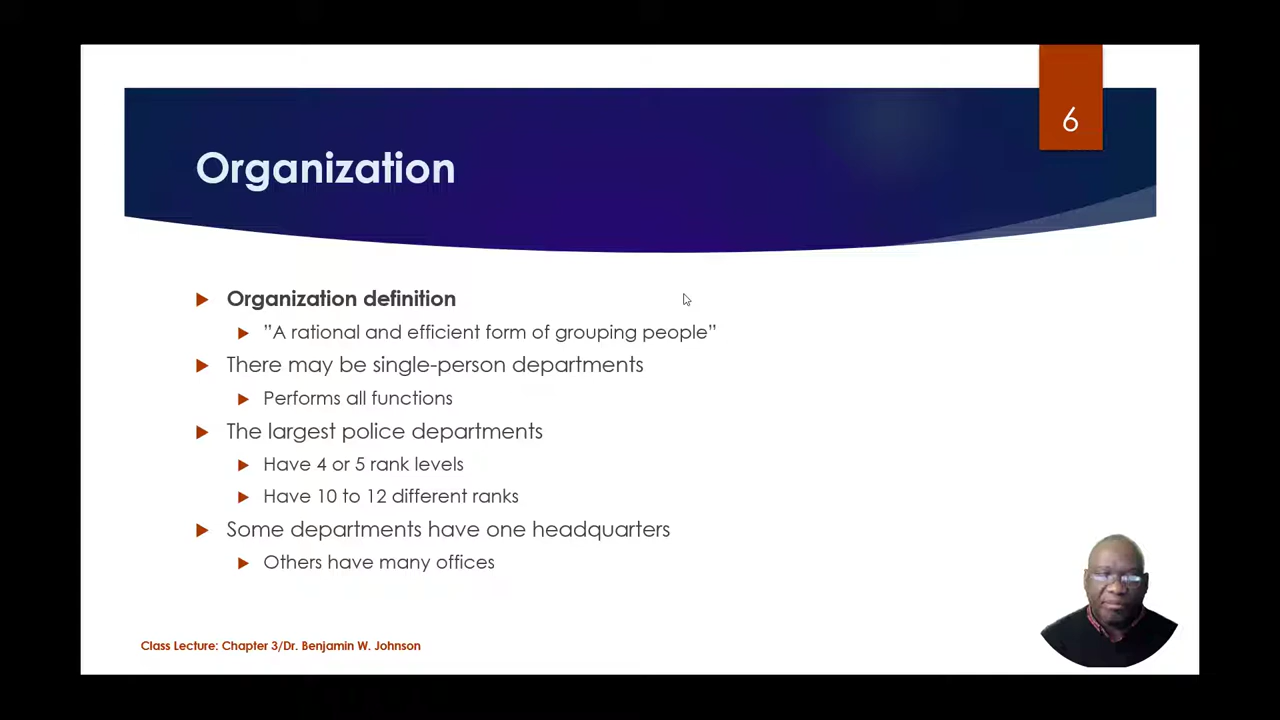 6
Organization
Organization definition
”A rational and efficient form of grouping people”
There may be single-person departments
Performs all functions
The largest police departments
Have 4 or 5 rank levels
Have 10 to 12 different ranks
Some departments have one headquarters
Others have many offices
Class Lecture: Chapter 3/Dr. Benjamin W. Johnson